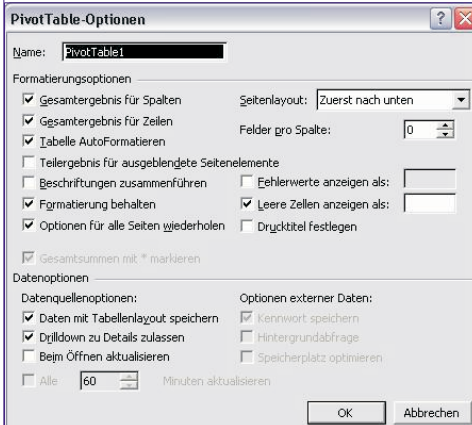 PivotTable-Optionen
Name: PivotTable1
Formatierungsoptionen
Gesamtergebnis für Spalten
Seitenlayout: Zuerst nach unten
Gesamtergebnis für Zeilen
Felder pro Spalte: 0
Tabelle AutoFormatieren
Teilergebnis für ausgeblendete Seitenelemente
Beschriftungen zusammenführen
Fehlerwerte anzeigen als:
Formatierung behalten
Leere Zellen anzeigen als:
Optionen für alle Seiten wiederholen
Drucktitel festlegen
Gesamtsummen mit * markieren
Datenoptionen
Datenquellenoptionen:
Optionen externer Daten:
Daten mit Tabellenlayout speichern
Kennwort speichern
Drilldown zu Details zulassen
Hintergrundabfrage
Beim Öffnen aktualisieren
Speicherplatz optimieren
Alle 60 Minuten aktualisieren
OK
Abbrechen